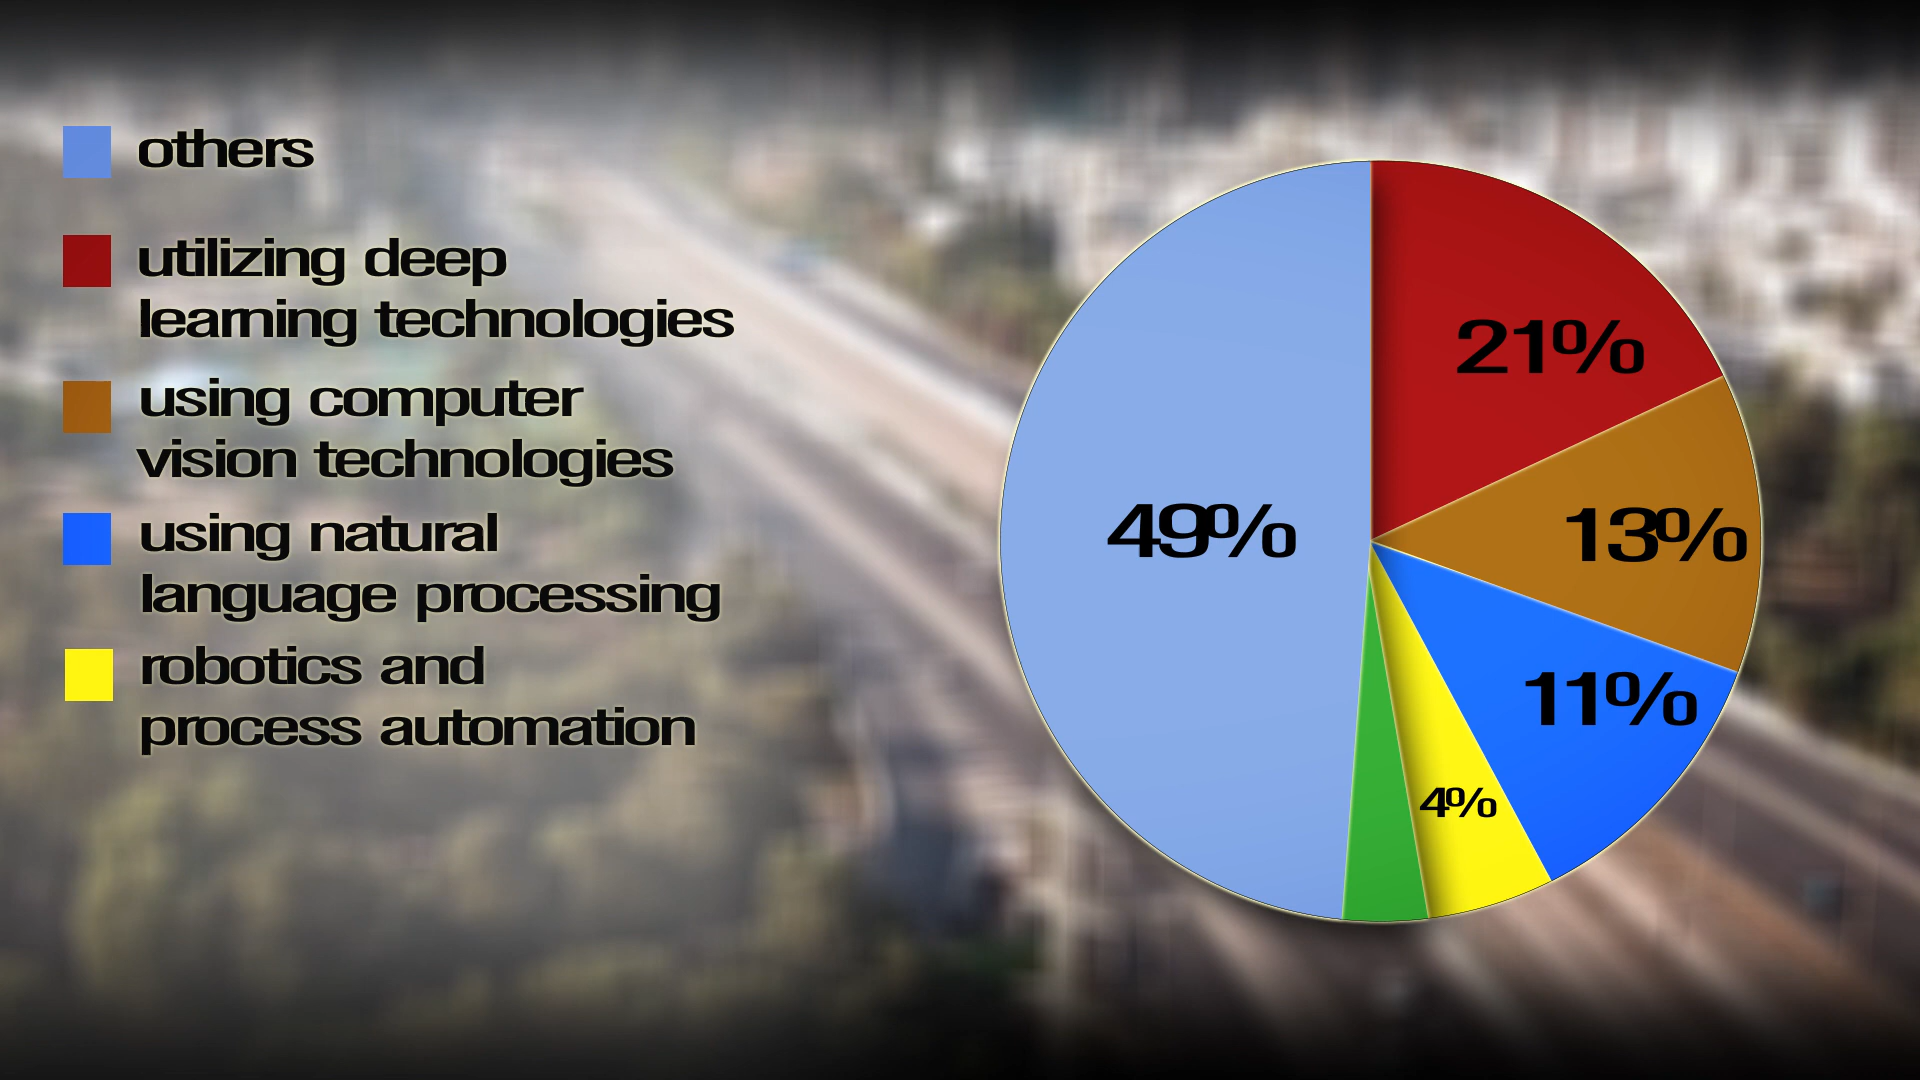 others
utilizing deep
learning technologies
using computer
vision technologies
using natural
language processing
robotics and
process automation
21%
49%
13%
11%
4%